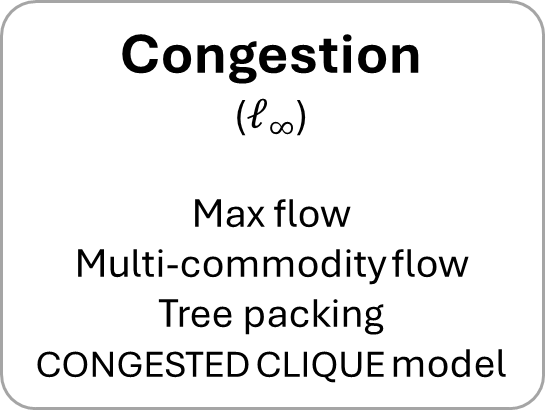 Congestion
(ℓ∞)
Max flow
Multi-commodity flow
Tree packing
CONGESTED CLIQUE model